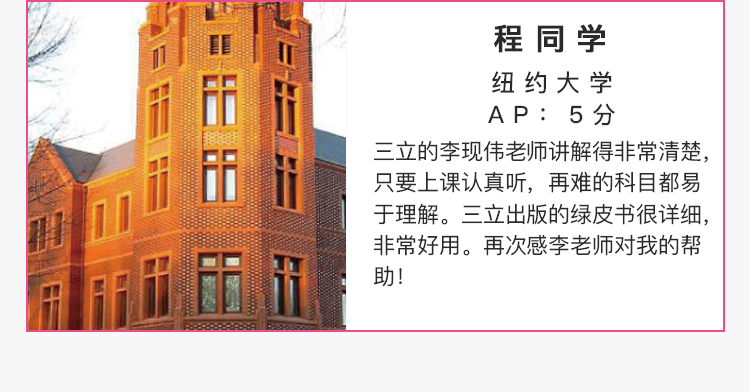 程同学
纽约大学
AP：5分
三立的李现伟老师讲解得非常清楚，
只要上课认真听，再难的科目都易
于理解。三立出版的绿皮书很详细，
非常好用。再次感李老师对我的帮
助！